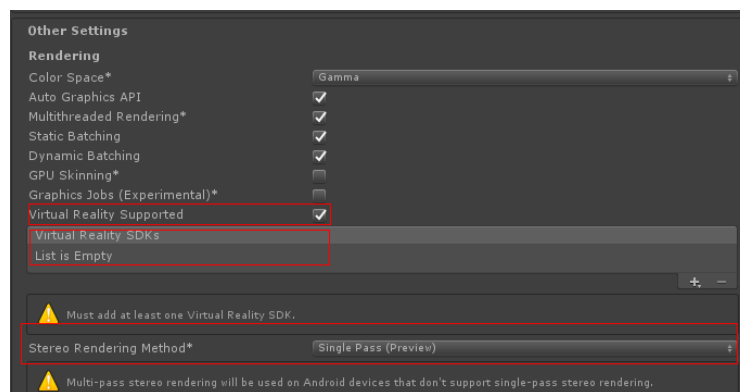 Other Settings
Rendering
Color Space* Gamma
Auto Graphics API
Multithreaded Rendering*
Static Batching
Dynamic Batching
GPU Skinning*
Graphics Jobs (Experimental)*
Virtual Reality Supported
Virtual Reality SDKs
List is Empty
+ −
Must add at least one Virtual Reality SDK.
Stereo Rendering Method* Single Pass (Preview)
Multi-pass stereo rendering will be used on Android devices that don't support single-pass stereo rendering.